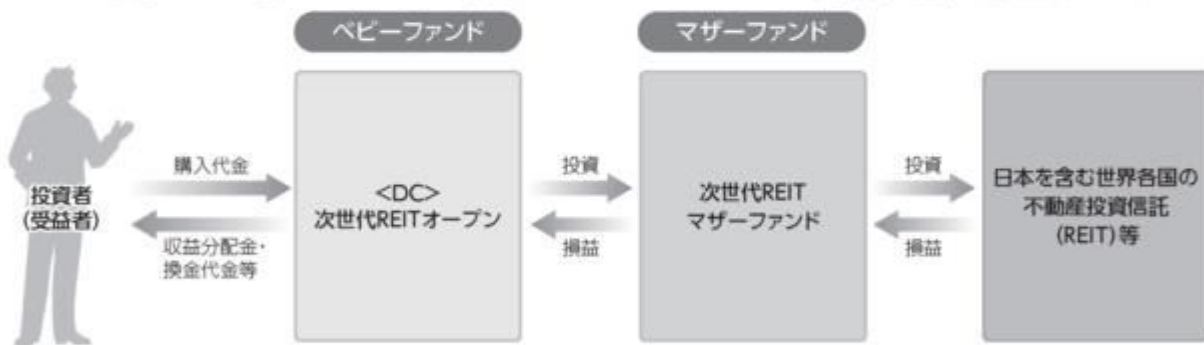 ベビーファンド
マザーファンド
投資者
(受益者)
購入代金
収益分配金・
換金代金等
<DC>
次世代REITオープン
投資
損益
次世代REIT
マザーファンド
投資
損益
日本を含む世界各国の
不動産投資信託
(REIT)等